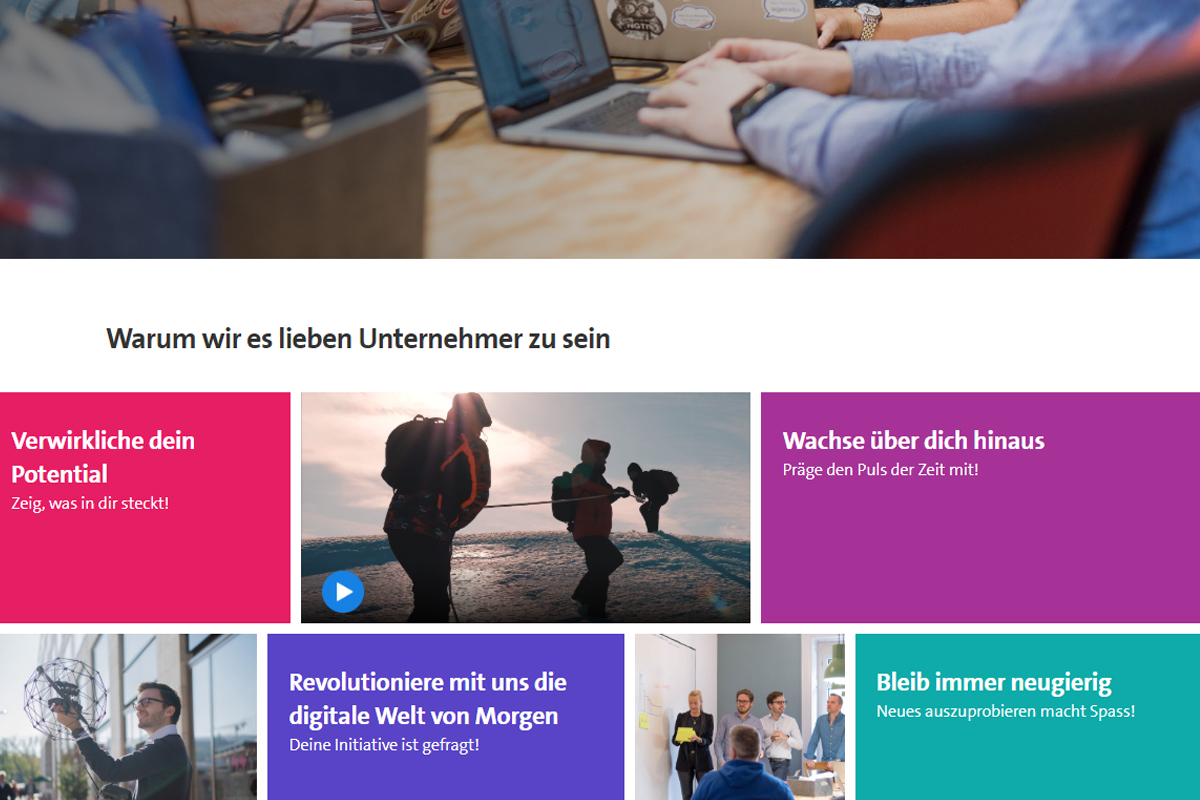 Warum wir es lieben Unternehmer zu sein
Verwirkliche dein
Potential
Zeig, was in dir steckt!
Wachse über dich hinaus
Präge den Puls der Zeit mit!
Revolutioniere mit uns die
digitale Welt von Morgen
Deine Initiative ist gefragt!
Bleib immer neugierig
Neues auszuprobieren macht Spass!